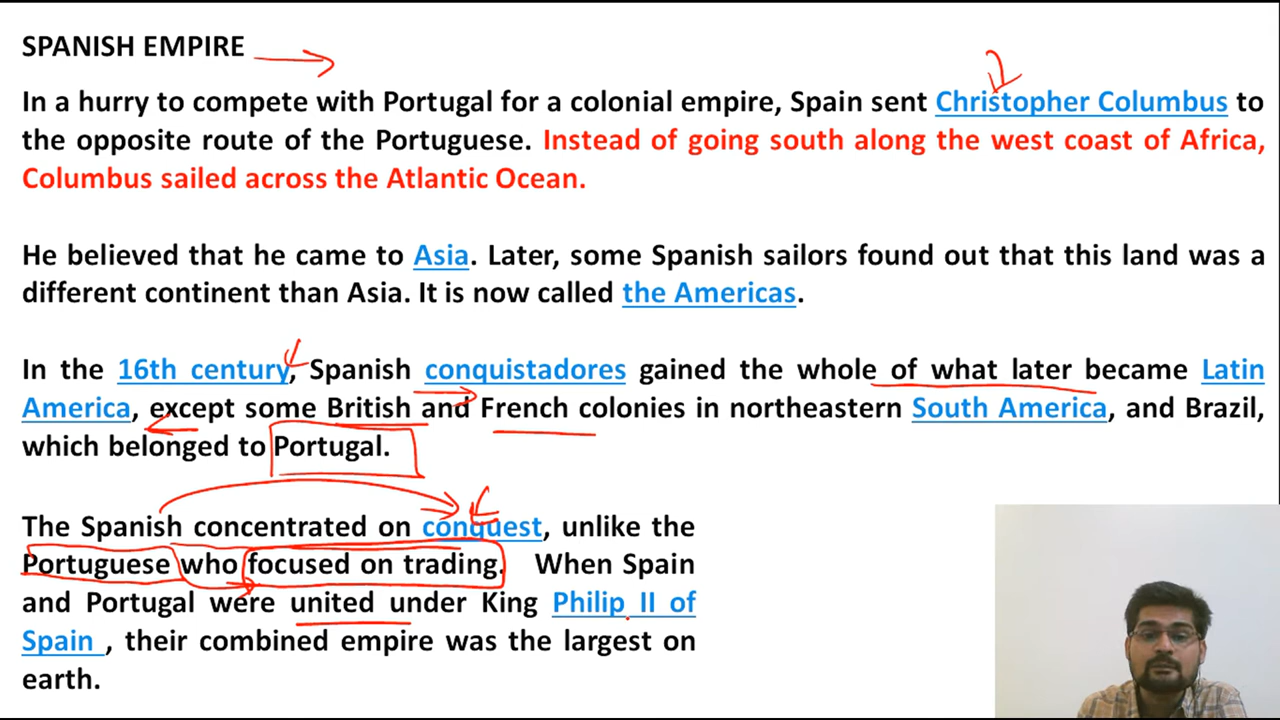 SPANISH EMPIRE
In a hurry to compete with Portugal for a colonial empire, Spain sent Christopher Columbus to
the opposite route of the Portuguese. Instead of going south along the west coast of Africa,
Columbus sailed across the Atlantic Ocean.
He believed that he came to Asia. Later, some Spanish sailors found out that this land was a
different continent than Asia. It is now called the Americas.
In the 16th century, Spanish conquistadores gained the whole of what later became Latin
America, except some British and French colonies in northeastern South America, and Brazil,
which belonged to Portugal.
The Spanish concentrated on conquest, unlike the
Portuguese who focused on trading. When Spain
and Portugal were united under King Philip II of
Spain , their combined empire was the largest on
earth.